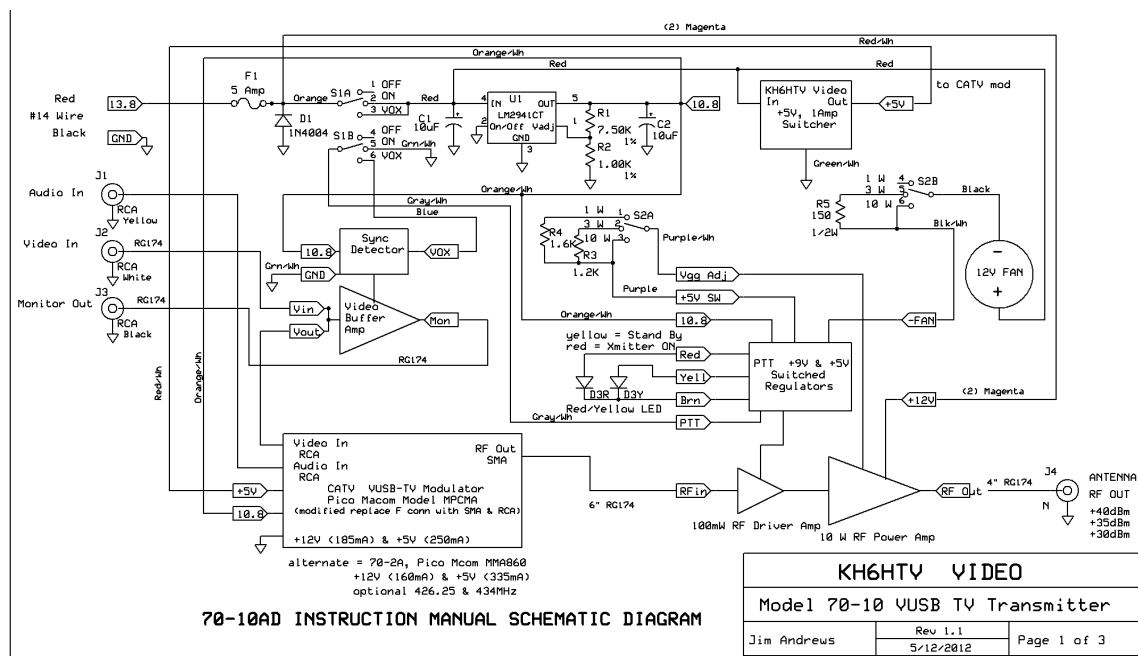 (2) Magenta
Red/Wh
Orange/Wh
Red
Red
F1
5 Amp
S1A
1 OFF
2 ON
3 VOX
Red
#14 Wire
Black
13.8
GND
Orange
Red
D1
1N4004
S1B
4 OFF
5 ON
6 VOX
Grn/Wh
C1
10uF
4
IN
U1
OUT
5
LM2941CT
On/Off
Vadj
GND
2
1
3
R1
7.50K
1%
R2
1.00K
1%
C2
10uF
10.8
KH6HTV Video
In
Out
+5V, 1Amp
Switcher
+5V
to CATV mod
Green/Wh
Audio In
J1
RCA
Yellow
Video In
J2
RCA
White
RG174
Monitor Out
J3
RCA
Black
RG174
Orange/Wh
Gray/Wh
Blue
10.8
Sync
Detector
VOX
Grn/Wh
GND
Vin
Vout
Video
Buffer
Amp
Mon
RG174
1 W
3 W
10 W
1
2
3
S2A
R4
1.6K
R3
1.2K
Purple/Wh
Purple
Vgg Adj
+5V SW
Orange/Wh
10.8
yellow = Stand By
red = Xmitter ON
Red
Yell
Brn
PTT
D3R
D3Y
Red/Yellow LED
Gray/Wh
PTT +9V & +5V
Switched
Regulators
1 W
3 W
10 W
4
5
6
S2B
R5
150
1/2W
Black
Blk/Wh
-
12V FAN
+
-FAN
+12V
(2) Magenta
Red/Wh
Orange/Wh
Video In
RCA
Audio In
RCA
RF Out
SMA
CATV VUSB-TV Modulator
Pico Macom Model MPCMA
(modified replace F conn with SMA & RCA)
+12V (185mA) & +5V (250mA)
+5V
10.8
alternate = 70-2A, Pico Mcom MMA860
+12V (160mA) & +5V (335mA)
optional 426.25 & 434MHz
6" RG174
RFin
100mW RF Driver Amp
10 W RF Power Amp
RF Out
4" RG174
J4
N
ANTENNA
RF OUT
+40dBm
+35dBm
+30dBm
70-10AD INSTRUCTION MANUAL SCHEMATIC DIAGRAM
KH6HTV VIDEO
Model 70-10 VUSB TV Transmitter
Jim Andrews
Rev 1.1
5/12/2012
Page 1 of 3